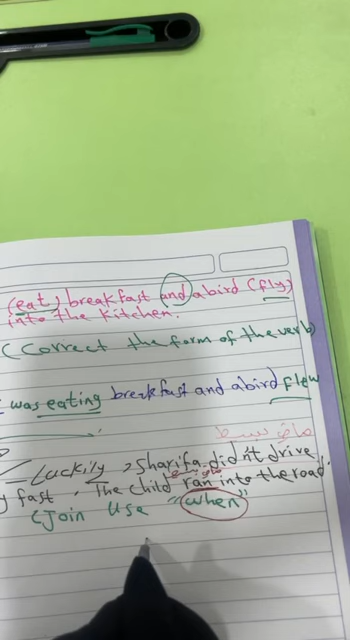 (eat) breakfast and a bird (fly)
into the kitchen.
(Correct the form of the verb)
was eating breakfast and a bird flew
ماضي بسيط
Luckily, Sharifa didn't drive
fast. The child ran into the road.
(Join Use "when"